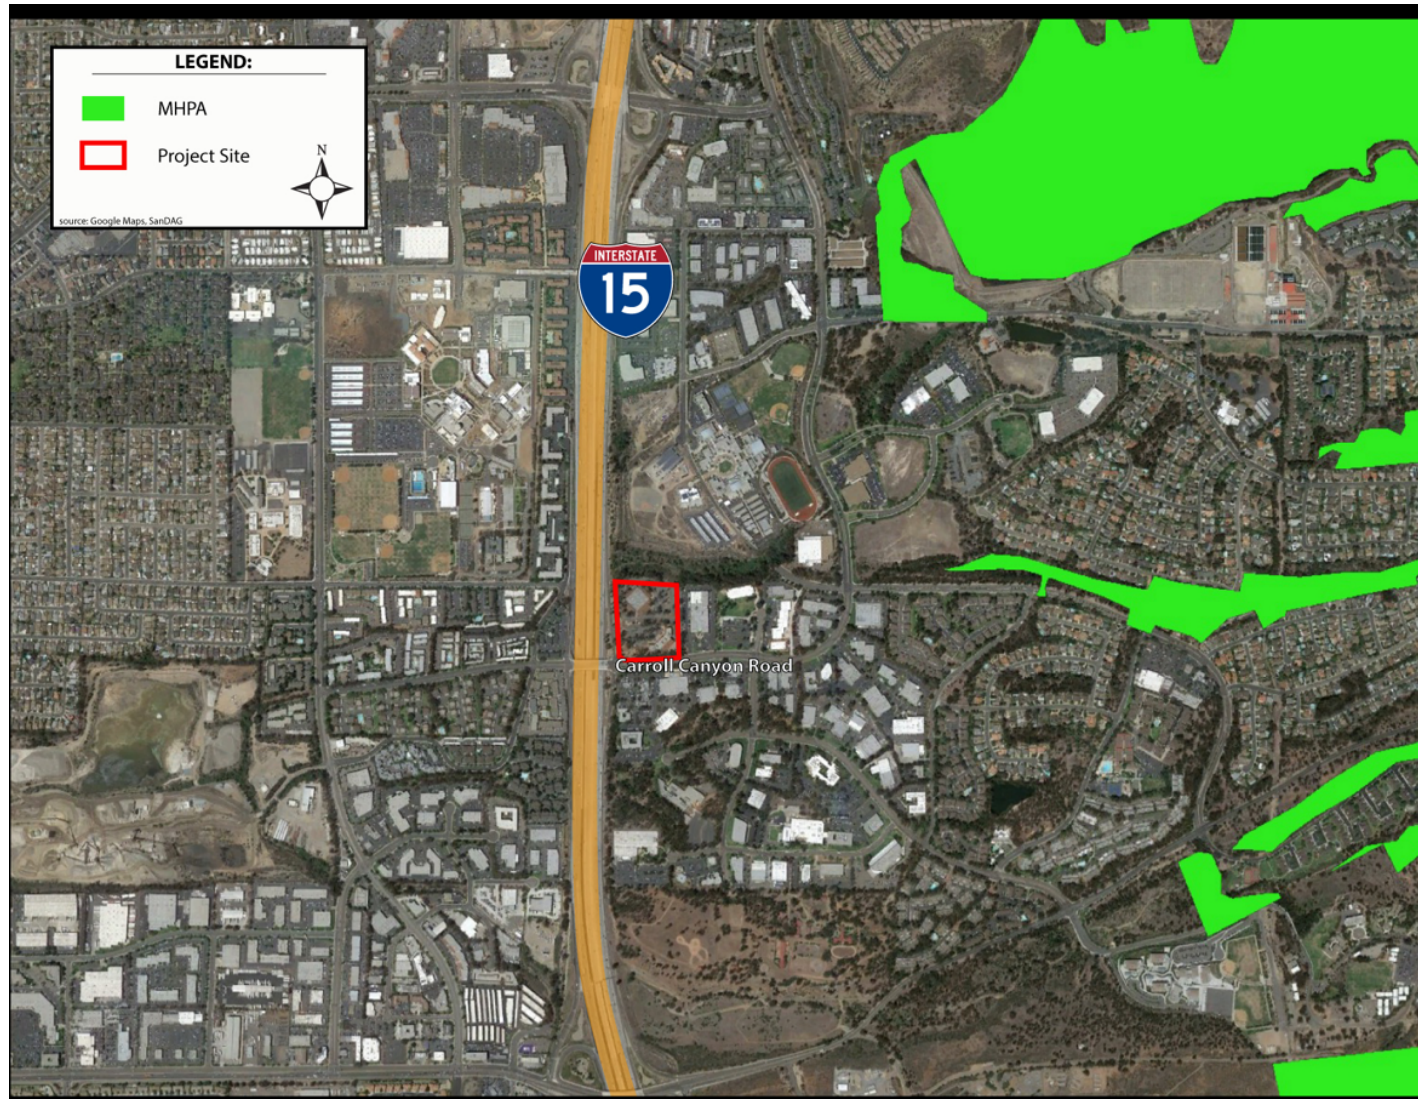 LEGEND:
MHPA
Project Site
N
source: Google Maps, SanDAG
INTERSTATE
15
Carroll Canyon Road